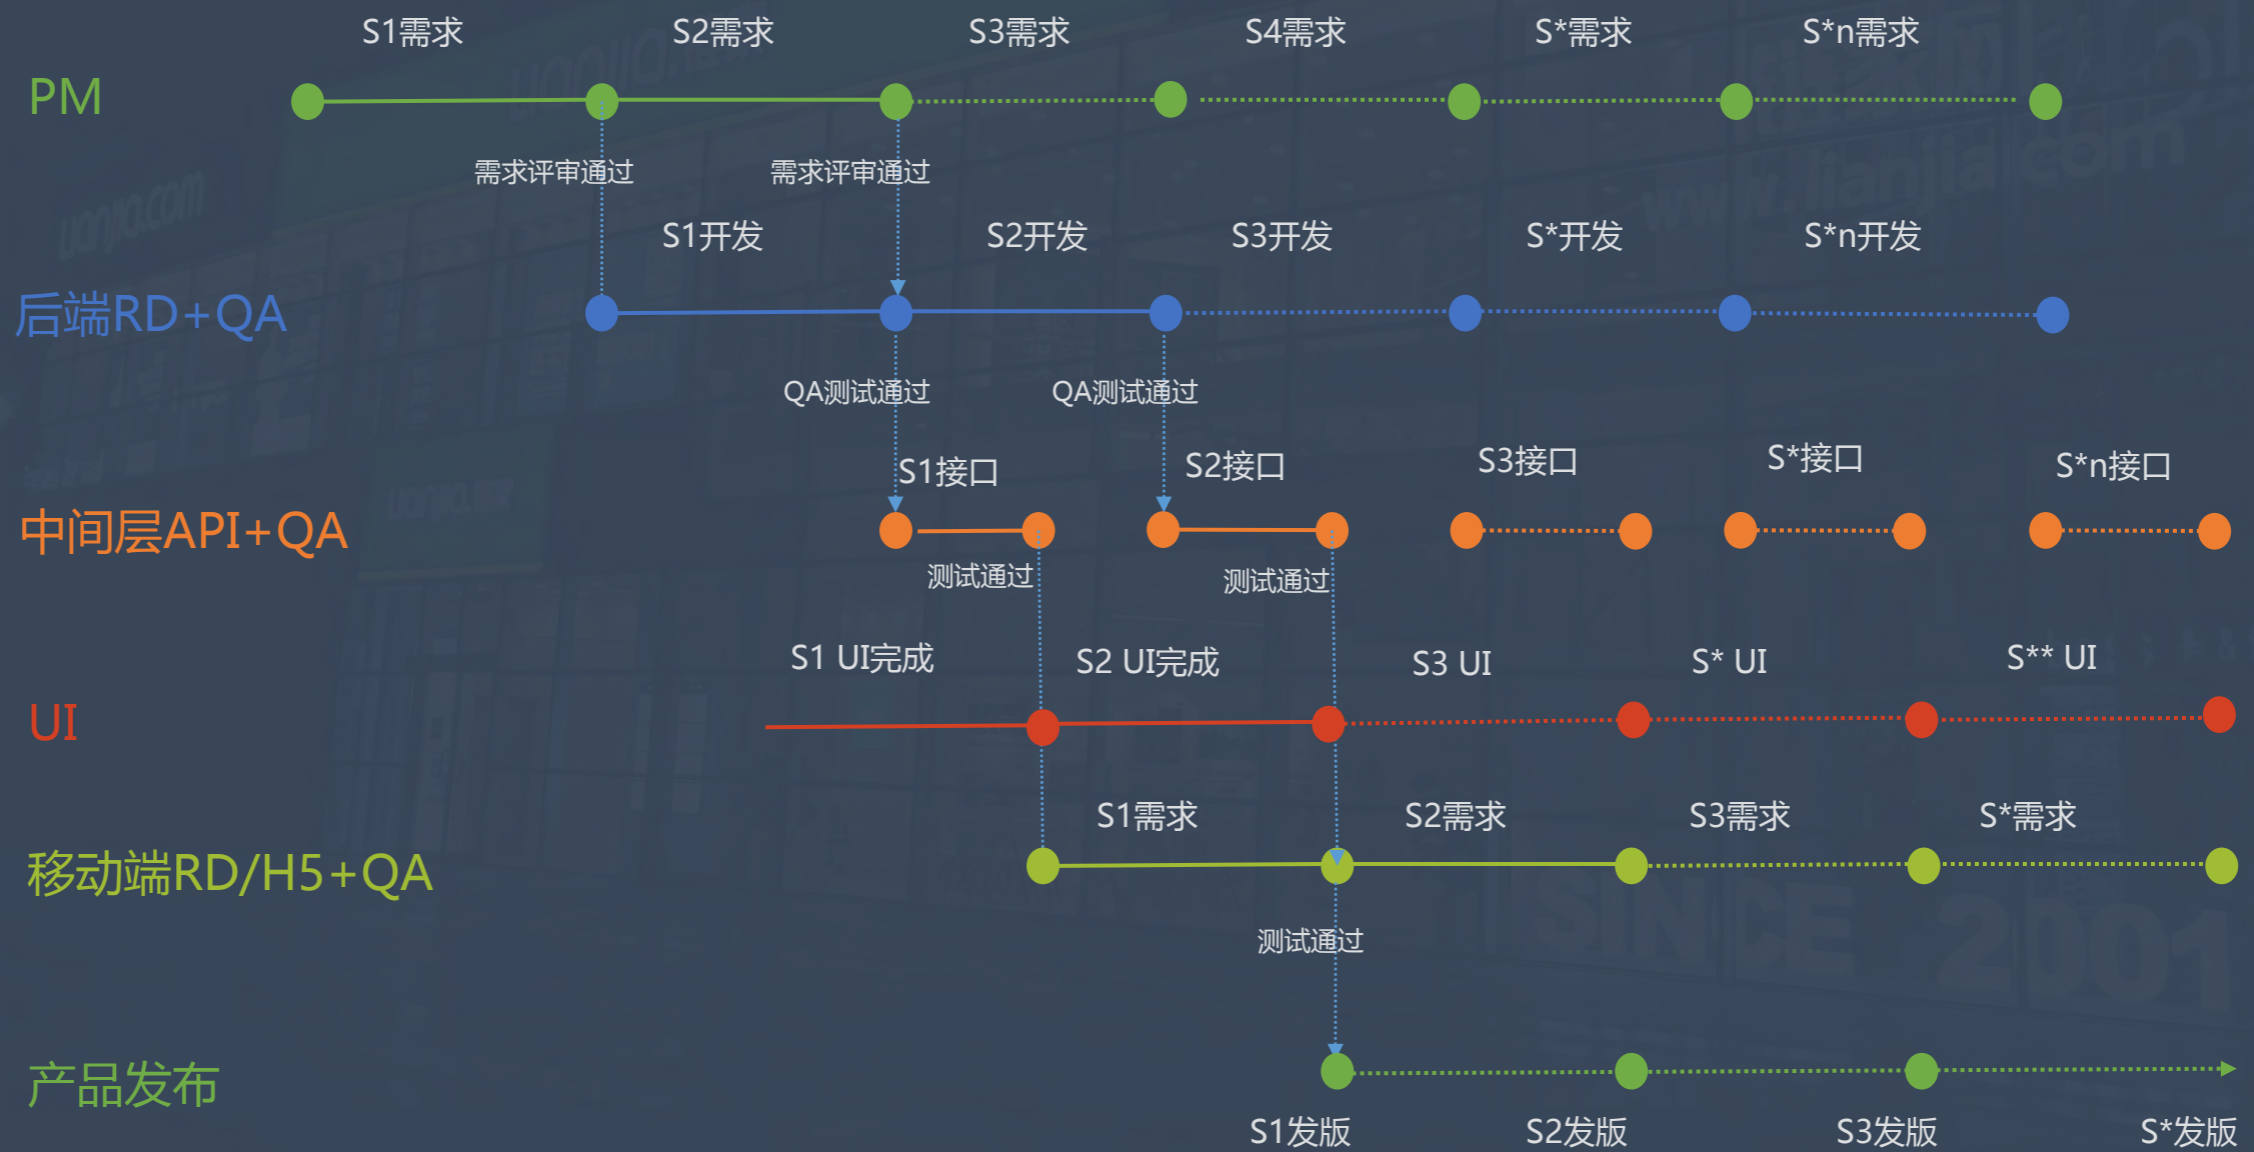 S1需求 S2需求 S3需求 S4需求 S*需求 S*n需求
PM
需求评审通过 需求评审通过
S1开发 S2开发 S3开发 S*开发 S*n开发
后端RD+QA
QA测试通过 QA测试通过
S1接口 S2接口 S3接口 S*接口 S*n接口
中间层API+QA
测试通过 测试通过
S1 UI完成 S2 UI完成 S3 UI S* UI S** UI
UI
S1需求 S2需求 S3需求 S*需求
移动端RD/H5+QA
测试通过
产品发布
S1发版 S2发版 S3发版 S*发版
www.lianjia.com
SINCE 2001